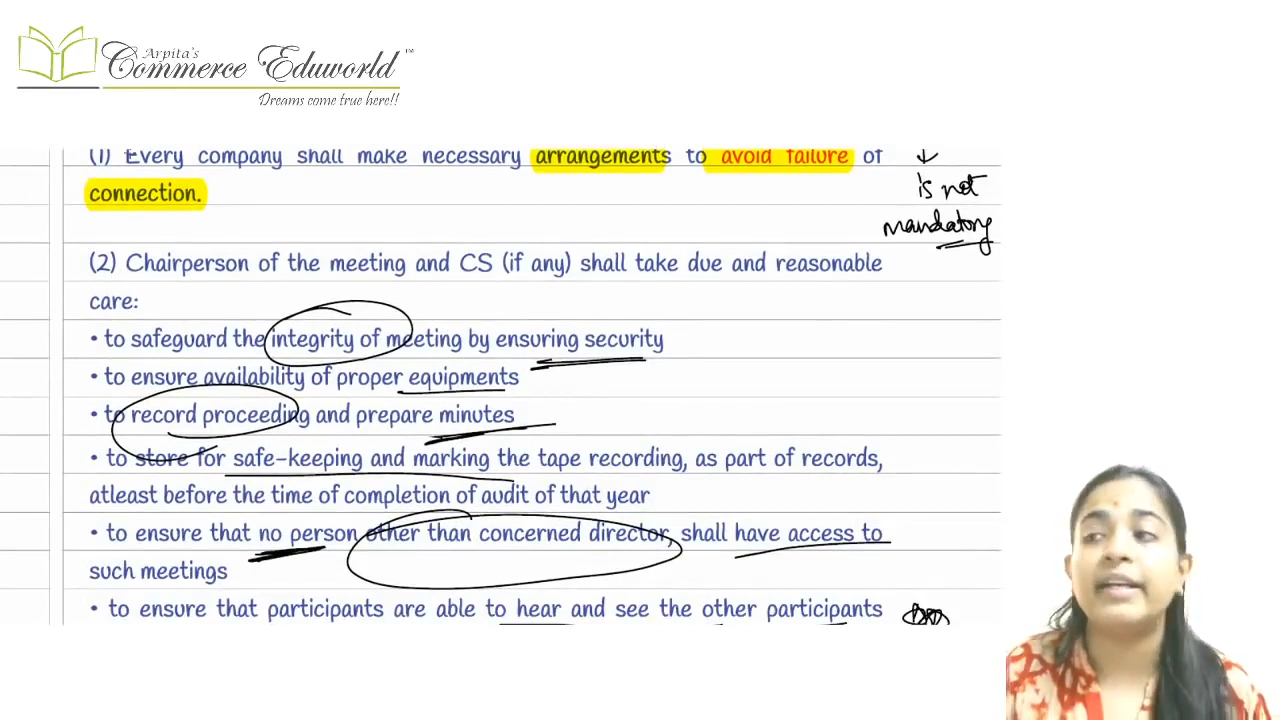 Arpita's
Commerce Eduworld™
Dreams come true here!!
(1) Every company shall make necessary arrangements to avoid failure of
connection.
↓
is not
mandatory
(2) Chairperson of the meeting and CS (if any) shall take due and reasonable
care:
• to safeguard the integrity of meeting by ensuring security
• to ensure availability of proper equipments
• to record proceeding and prepare minutes
• to store for safe-keeping and marking the tape recording, as part of records,
atleast before the time of completion of audit of that year
• to ensure that no person other than concerned director, shall have access to
such meetings
• to ensure that participants are able to hear and see the other participants